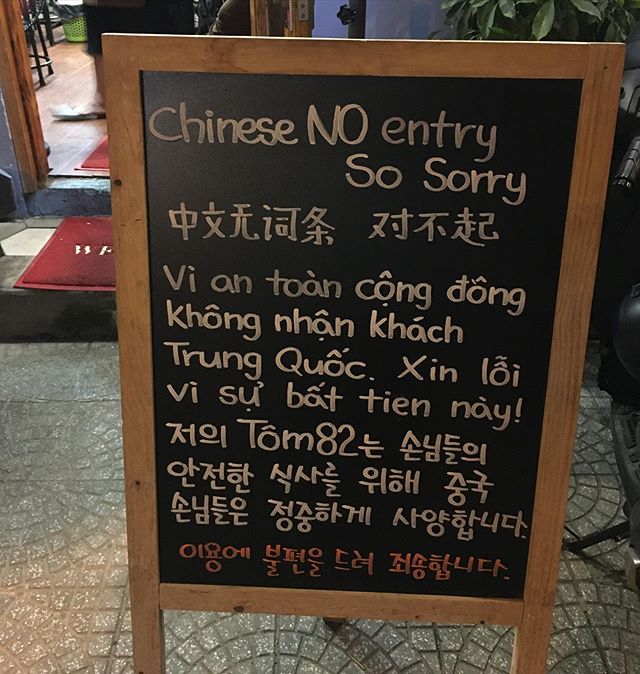 Chinese NO entry
So Sorry
中文无词条 对不起
Vì an toàn cộng đồng
không nhận khách
Trung Quốc. Xin lỗi
vì sự bất tien này!
저의 Tôm82는 손님들의
안전한 식사를 위해 중국
손님들은 정중하게 사양합니다.
이용에 불편을 드려 죄송합니다.